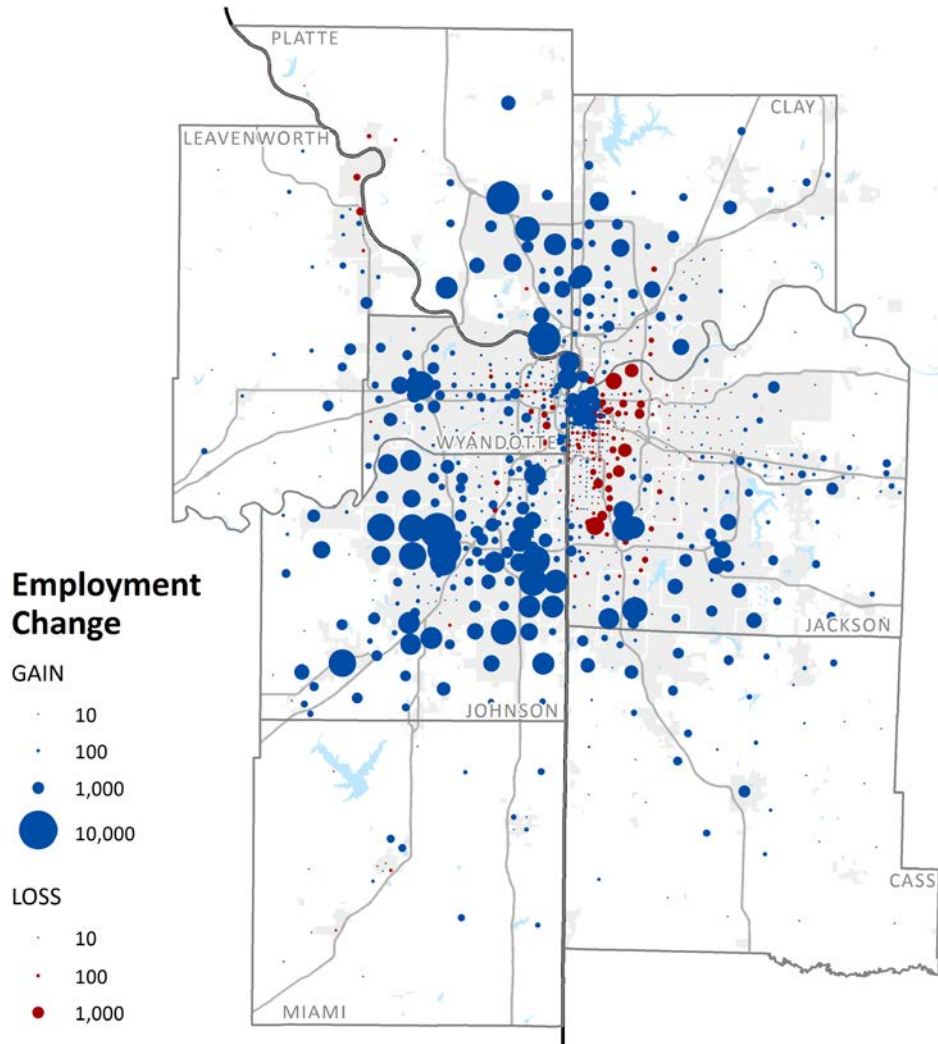 PLATTE
CLAY
LEAVENWORTH
WYANDOTTE
Employment
Change
GAIN
10
100
1,000
10,000
LOSS
10
100
1,000
JACKSON
JOHNSON
CASS
MIAMI